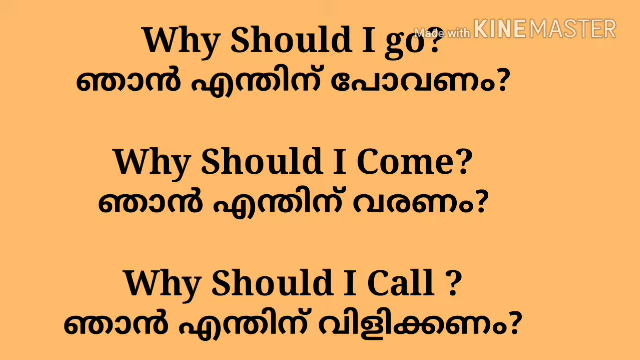 Made with KINEMASTER
Why Should I go?
ഞാൻ എന്തിന് പോവണം?
Why Should I Come?
ഞാൻ എന്തിന് വരണം?
Why Should I Call ?
ഞാൻ എന്തിന് വിളിക്കണം?